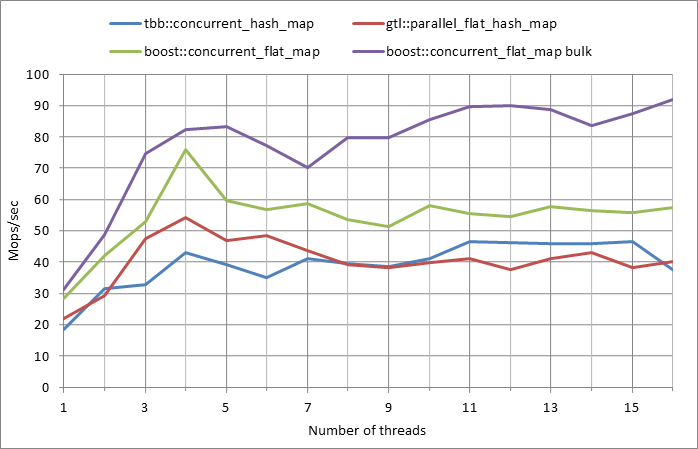 tbb::concurrent_hash_map gtl::parallel_flat_hash_map
boost::concurrent_flat_map boost::concurrent_flat_map bulk
100
90
80
70
60
50
40
30
20
10
0
Mops/sec
1 3 5 7 9 11 13 15
Number of threads